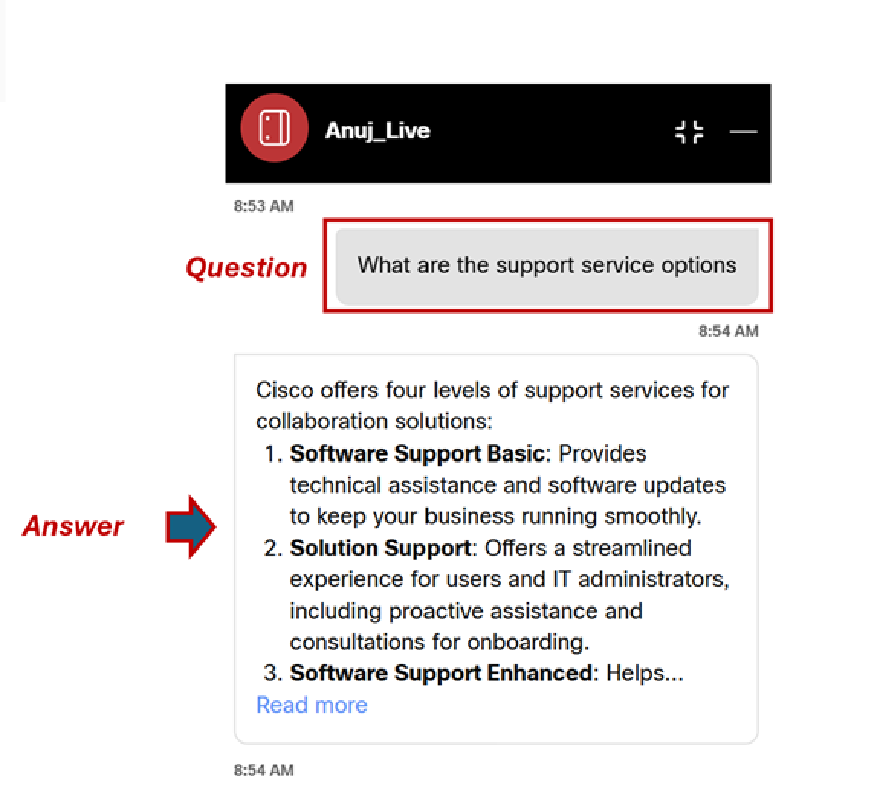 Anuj_Live
8:53 AM
Question
What are the support service options
8:54 AM
Cisco offers four levels of support services for
collaboration solutions:
1. Software Support Basic: Provides
technical assistance and software updates
to keep your business running smoothly.
Answer
2. Solution Support: Offers a streamlined
experience for users and IT administrators,
including proactive assistance and
consultations for onboarding.
3. Software Support Enhanced: Helps...
Read more
8:54 AM